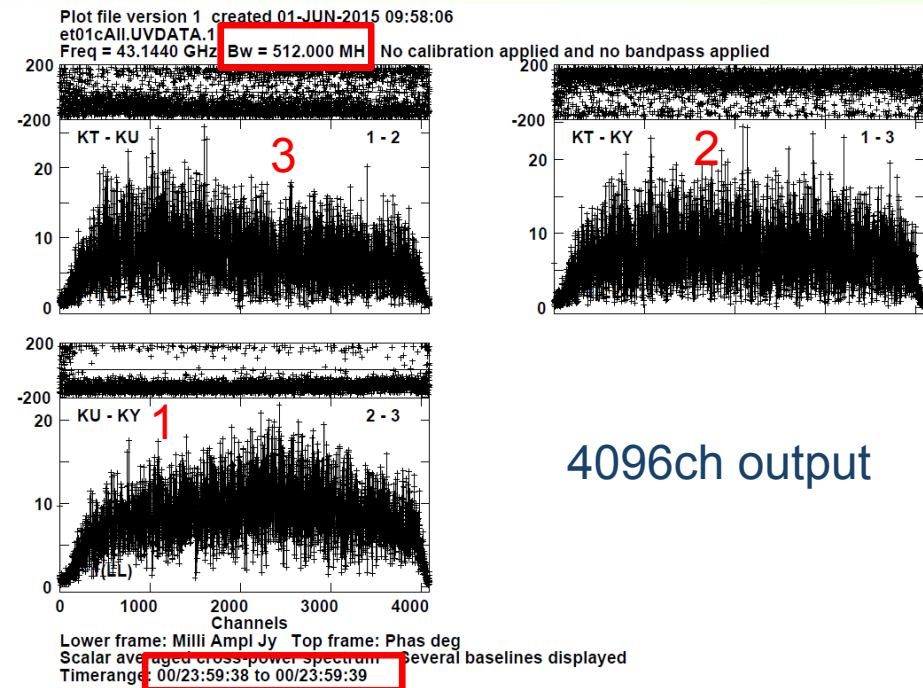 Plot file version 1 created 01-JUN-2015 09:58:06
et01cAll.UVDATA.1
Freq = 43.1440 GHz Bw = 512.000 MH No calibration applied and no bandpass applied
200
-200
KT - KU
1 - 2
3
20
10
0
200
-200
KT - KY
1 - 3
2
20
10
0
200
-200
KU - KY
2 - 3
1
20
10
0
(LL)
0 1000 2000 3000 4000
Channels
4096ch output
Lower frame: Milli Ampl Jy Top frame: Phas deg
Scalar averaged cross-power spectrum Several baselines displayed
Timerange: 00/23:59:38 to 00/23:59:39